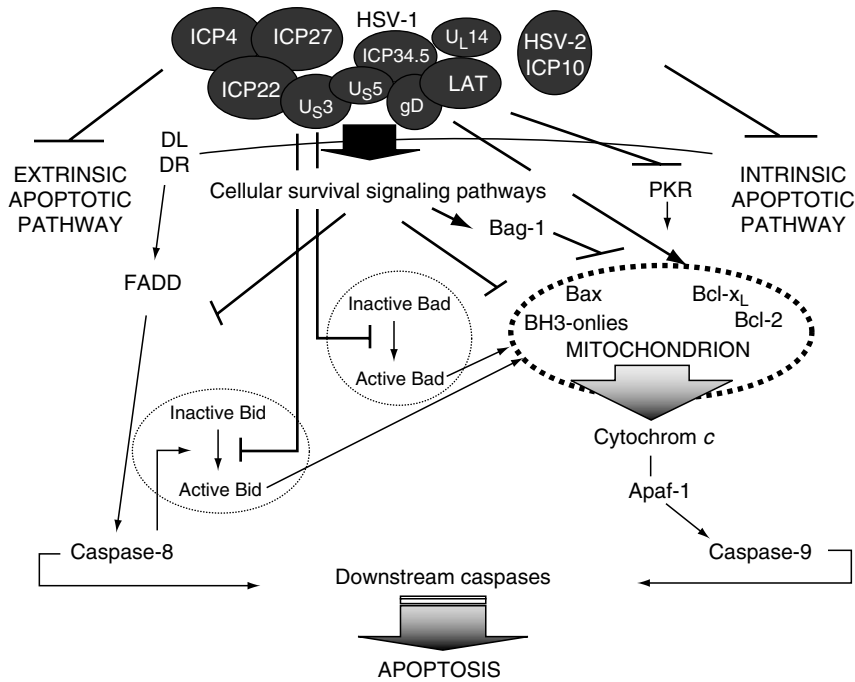 HSV-1
ICP4
ICP27
ICP22
US3
US5
ICP34.5
UL14
gD
LAT
HSV-2
ICP10
DL
DR
EXTRINSIC
APOPTOTIC
PATHWAY
INTRINSIC
APOPTOTIC
PATHWAY
Cellular survival signaling pathways
PKR
Bag-1
FADD
Inactive Bad
Active Bad
Bax
Bcl-xL
Bcl-2
BH3-onlies
MITOCHONDRION
Inactive Bid
Active Bid
Cytochrom c
Apaf-1
Caspase-8
Caspase-9
Downstream caspases
APOPTOSIS